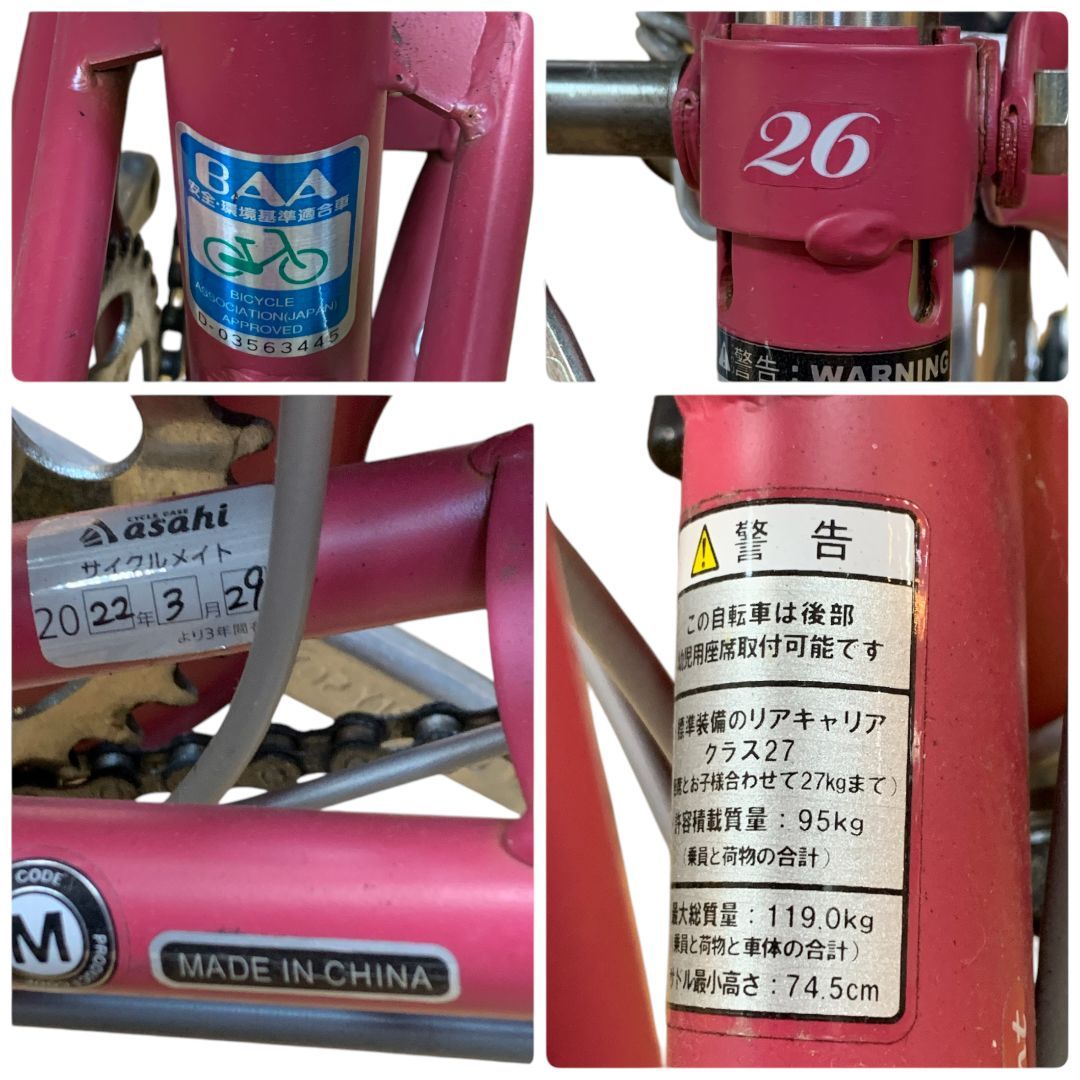 BAA
安全・環境基準適合車
BICYCLE
ASSOCIATION(JAPAN)
APPROVED
D-03563445
26
警告：WARNING
CYCLE BASE
asahi
サイクルメイト
2022年3月29
より3年間
CODE
M
MADE IN CHINA
警告
この自転車は後部
幼児用座席取付可能です
標準装備のリアキャリア
クラス27
とお子様合わせて27kgまで)
許容積載質量：95kg
(乗員と荷物の合計)
最大総質量：119.0kg
(乗員と荷物と車体の合計)
サドル最小高さ：74.5cm